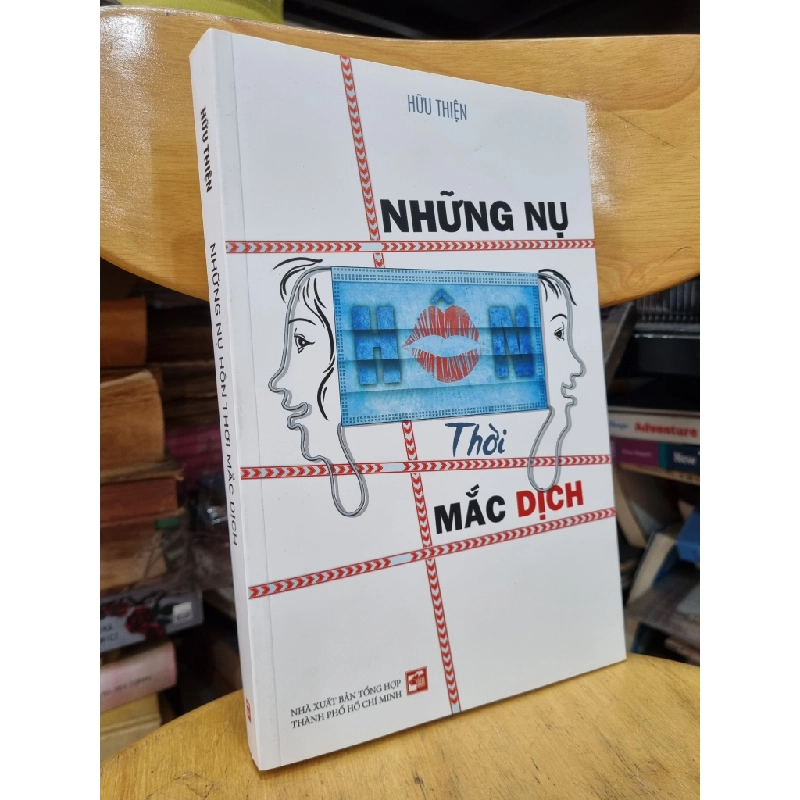 HỮU THIỆN
NHỮNG NỤ
HÔN
Thời
MẮC DỊCH
NHÀ XUẤT BẢN TỔNG HỢP
THÀNH PHỐ HỒ CHÍ MINH
HỮU THIỆN
NHỮNG NỤ HÔN THỜI MẮC DỊCH
Adventure
New